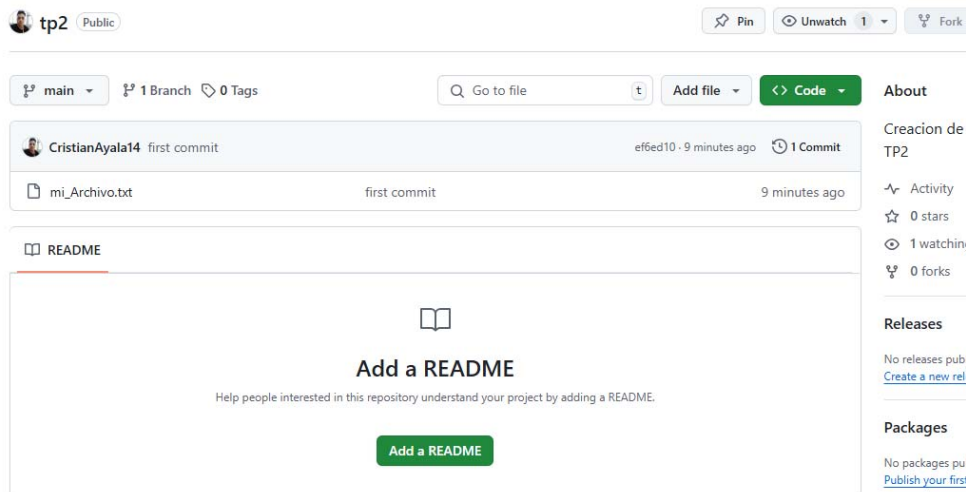 tp2 Public
Pin Unwatch 1 Fork
main 1 Branch 0 Tags
Go to file t Add file Code
CristianAyala14 first commit ef6ed10 · 9 minutes ago 1 Commit
mi_Archivo.txt first commit 9 minutes ago
README
Add a README
Help people interested in this repository understand your project by adding a README.
Add a README
About
Creacion de
TP2
Activity
0 stars
1 watching
0 forks
Releases
No releases pub
Create a new rel
Packages
No packages pu
Publish your first